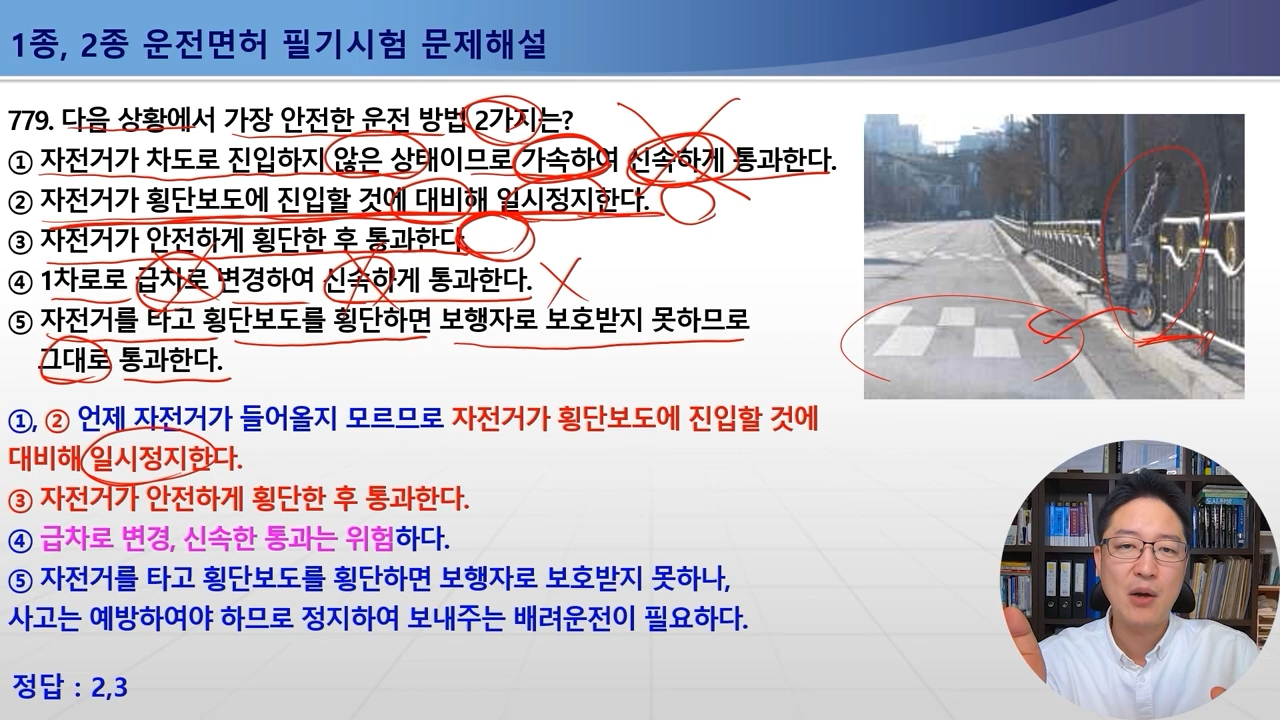 1종, 2종 운전면허 필기시험 문제해설
779. 다음 상황에서 가장 안전한 운전 방법 2가지는?
① 자전거가 차도로 진입하지 않은 상태이므로 가속하여 신속하게 통과한다.
② 자전거가 횡단보도에 진입할 것에 대비해 일시정지한다.
③ 자전거가 안전하게 횡단한 후 통과한다.
④ 1차로로 급차로 변경하여 신속하게 통과한다.
⑤ 자전거를 타고 횡단보도를 횡단하면 보행자로 보호받지 못하므로
그대로 통과한다.
①, ② 언제 자전거가 들어올지 모르므로 자전거가 횡단보도에 진입할 것에
대비해 일시정지한다.
③ 자전거가 안전하게 횡단한 후 통과한다.
④ 급차로 변경, 신속한 통과는 위험하다.
⑤ 자전거를 타고 횡단보도를 횡단하면 보행자로 보호받지 못하나,
사고는 예방하여야 하므로 정지하여 보내주는 배려운전이 필요하다.
정답 : 2,3